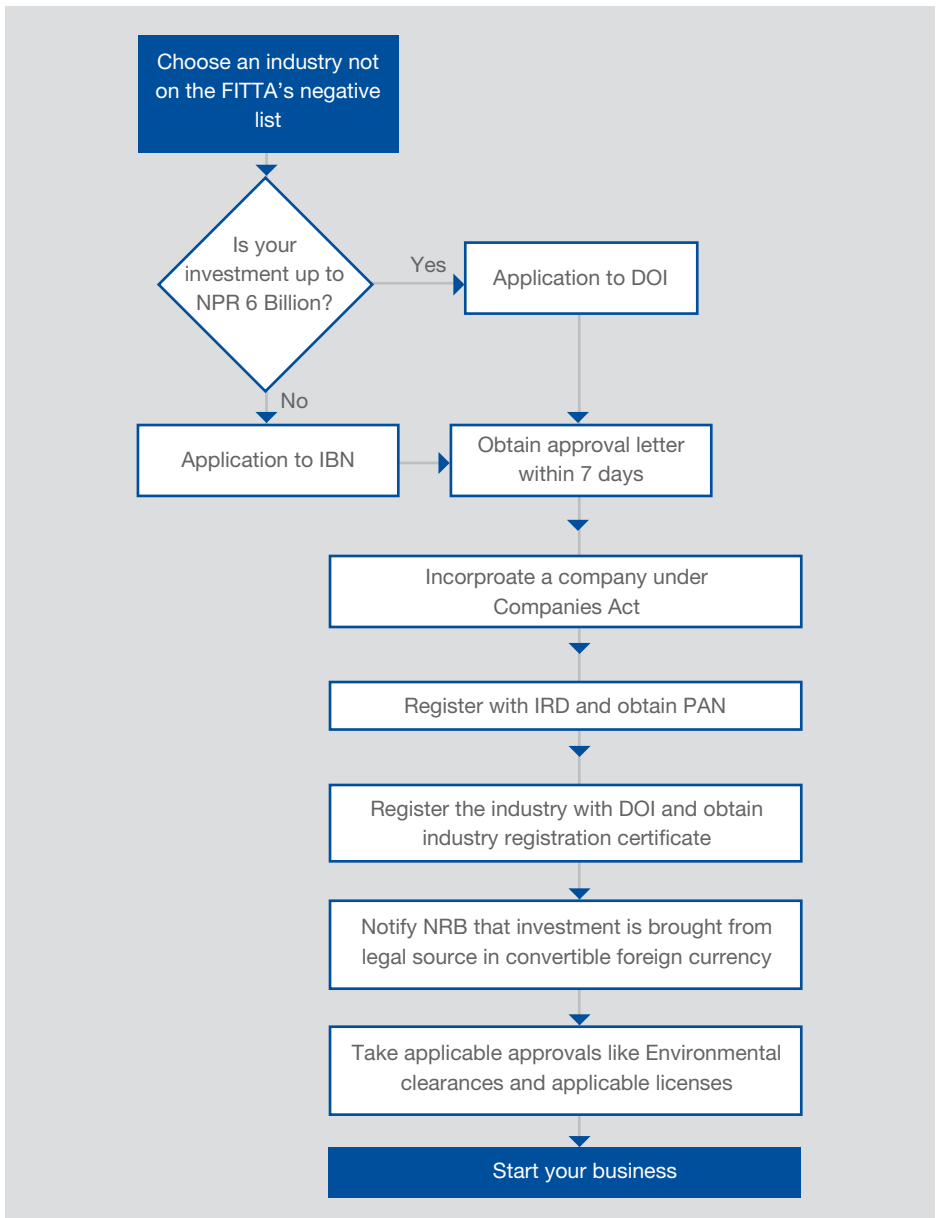 Choose an industry not
on the FITTA's negative
list
Is your
investment up to
NPR 6 Billion?
Yes
Application to DOI
No
Application to IBN
Obtain approval letter
within 7 days
Incorproate a company under
Companies Act
Register with IRD and obtain PAN
Register the industry with DOI and obtain
industry registration certificate
Notify NRB that investment is brought from
legal source in convertible foreign currency
Take applicable approvals like Environmental
clearances and applicable licenses
Start your business